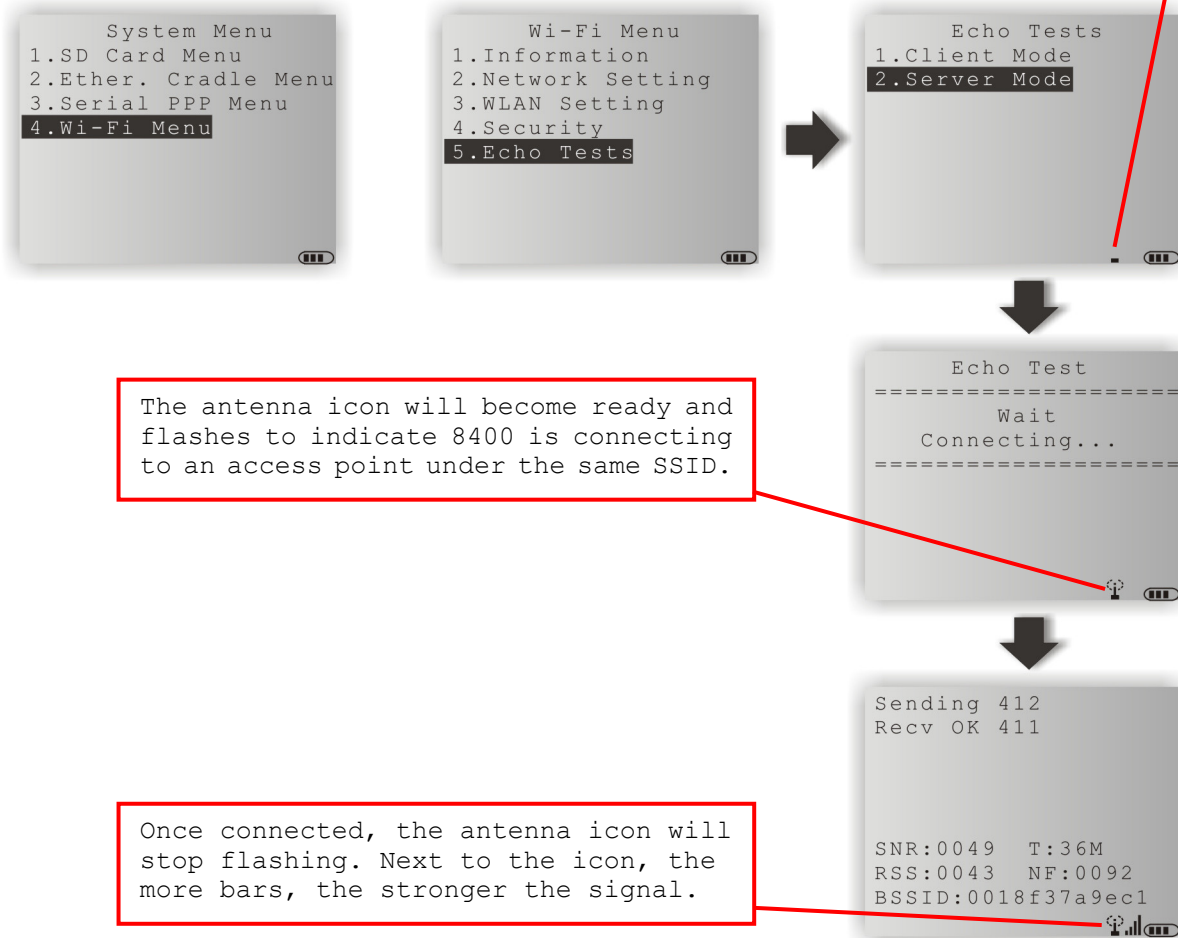 System Menu
1.SD Card Menu
2.Ether. Cradle Menu
3.Serial PPP Menu
4.Wi-Fi Menu
Wi-Fi Menu
1.Information
2.Network Setting
3.WLAN Setting
4.Security
5.Echo Tests
Echo Tests
1.Client Mode
2.Server Mode
Echo Test
=====================
Wait
Connecting...
=====================
The antenna icon will become ready and
flashes to indicate 8400 is connecting
to an access point under the same SSID.
Sending 412
Recv OK 411
SNR:0049 T:36M
RSS:0043 NF:0092
BSSID:0018f37a9ec1
Once connected, the antenna icon will
stop flashing. Next to the icon, the
more bars, the stronger the signal.